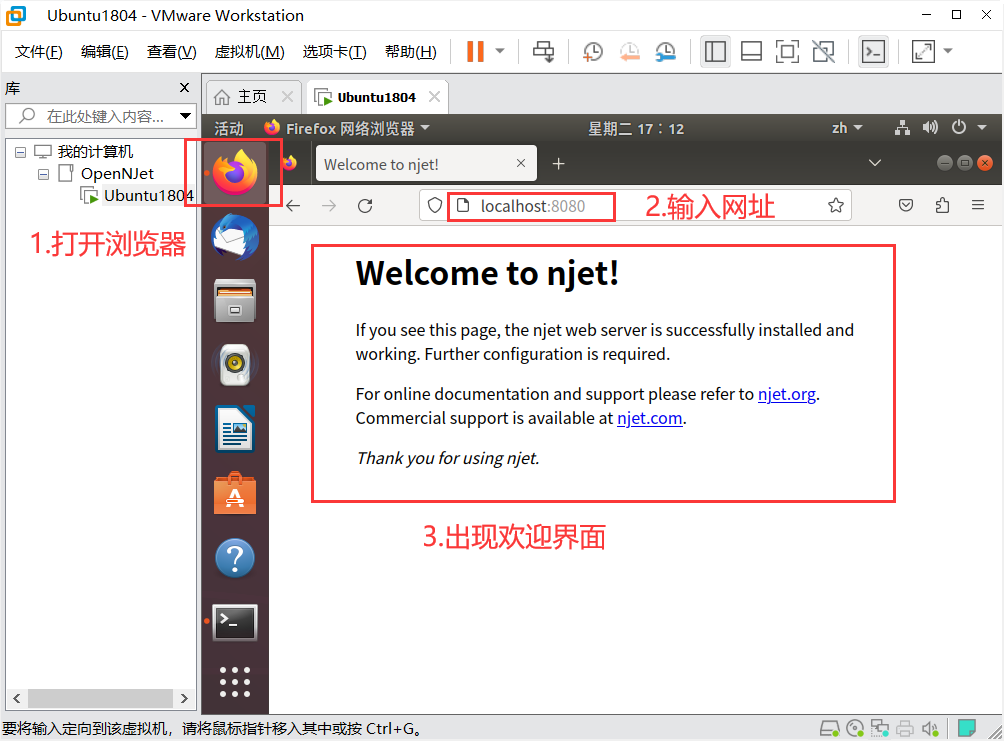 Ubuntu1804 - VMware Workstation
文件(F) 编辑(E) 查看(V) 虚拟机(M) 选项卡(T) 帮助(H)
库
主页
Ubuntu1804
在此处键入内容...
活动
Firefox 网络浏览器
星期二 17：12
zh
我的计算机
OpenNJet
Ubuntu1804
Welcome to njet!
localhost:8080
2.输入网址
1.打开浏览器
Welcome to njet!
If you see this page, the njet web server is successfully installed and
working. Further configuration is required.
For online documentation and support please refer to njet.org.
Commercial support is available at njet.com.
Thank you for using njet.
3.出现欢迎界面
要将输入定向到该虚拟机，请将鼠标指针移入其中或按 Ctrl+G。